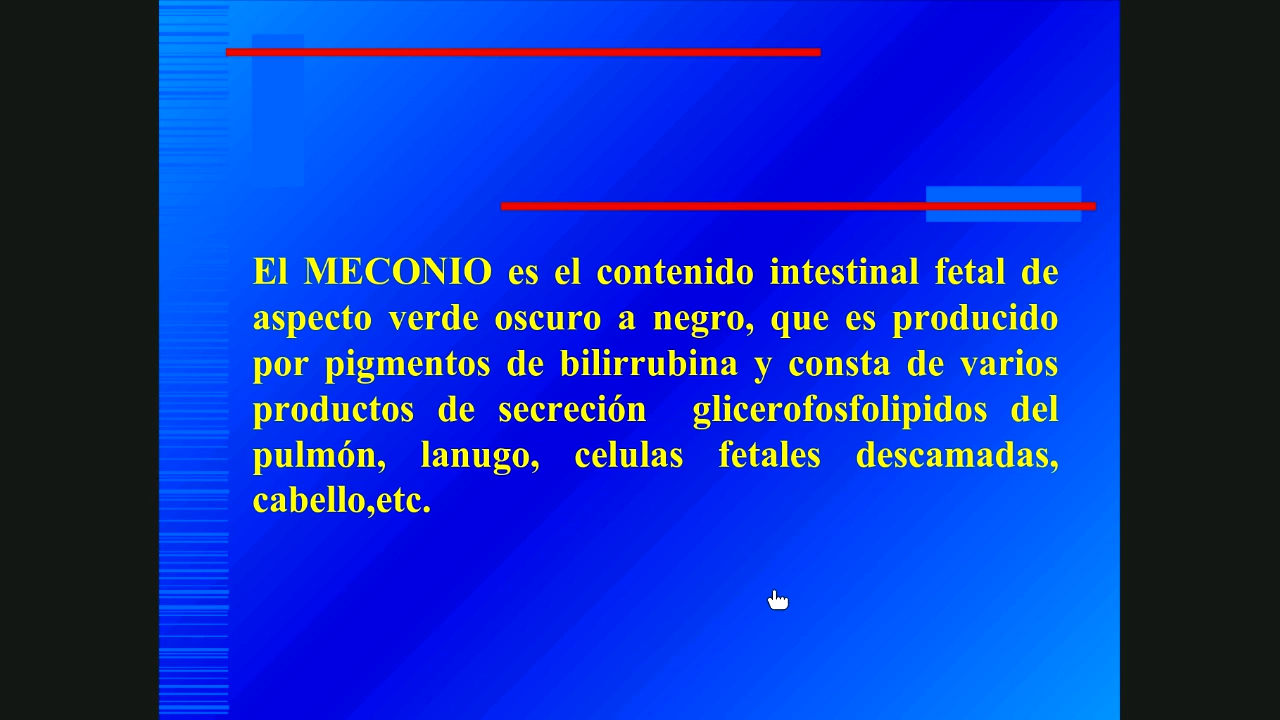 El MECONIO es el contenido intestinal fetal de
aspecto verde oscuro a negro, que es producido
por pigmentos de bilirrubina y consta de varios
productos de secreción glicerofosfolipidos del
pulmón, lanugo, celulas fetales descamadas,
cabello,etc.